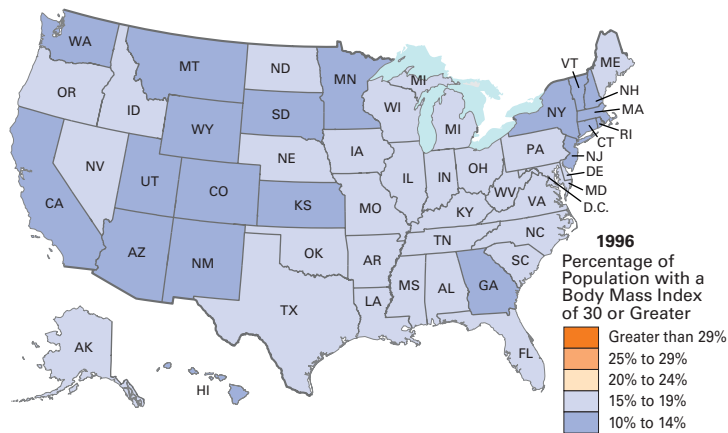 WA
MT
ND
MN
MI
VT
ME
OR
ID
SD
WI
NH
WY
MI
NY
MA
RI
CT
NV
NE
IA
PA
NJ
DE
CA
UT
CO
KS
MO
IL
IN
OH
WV
VA
MD
D.C.
KY
AZ
NM
OK
AR
TN
NC
SC
TX
LA
MS
AL
GA
FL
AK
HI
1996
Percentage of
Population with a
Body Mass Index
of 30 or Greater
Greater than 29%
25% to 29%
20% to 24%
15% to 19%
10% to 14%